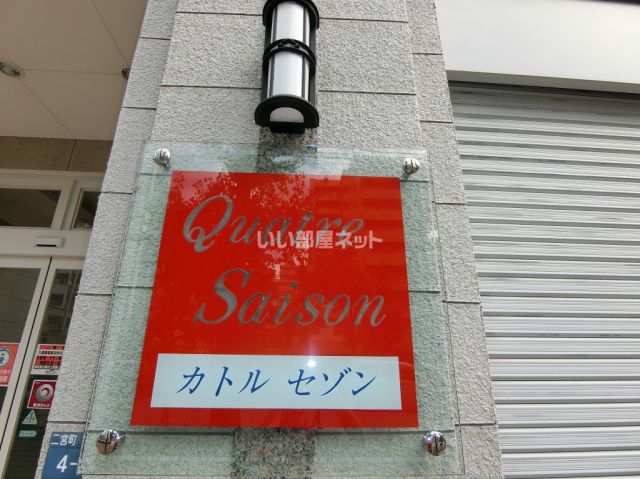 Quatre
いい部屋ネット
Saison
カトル セゾン
二宮町
4-